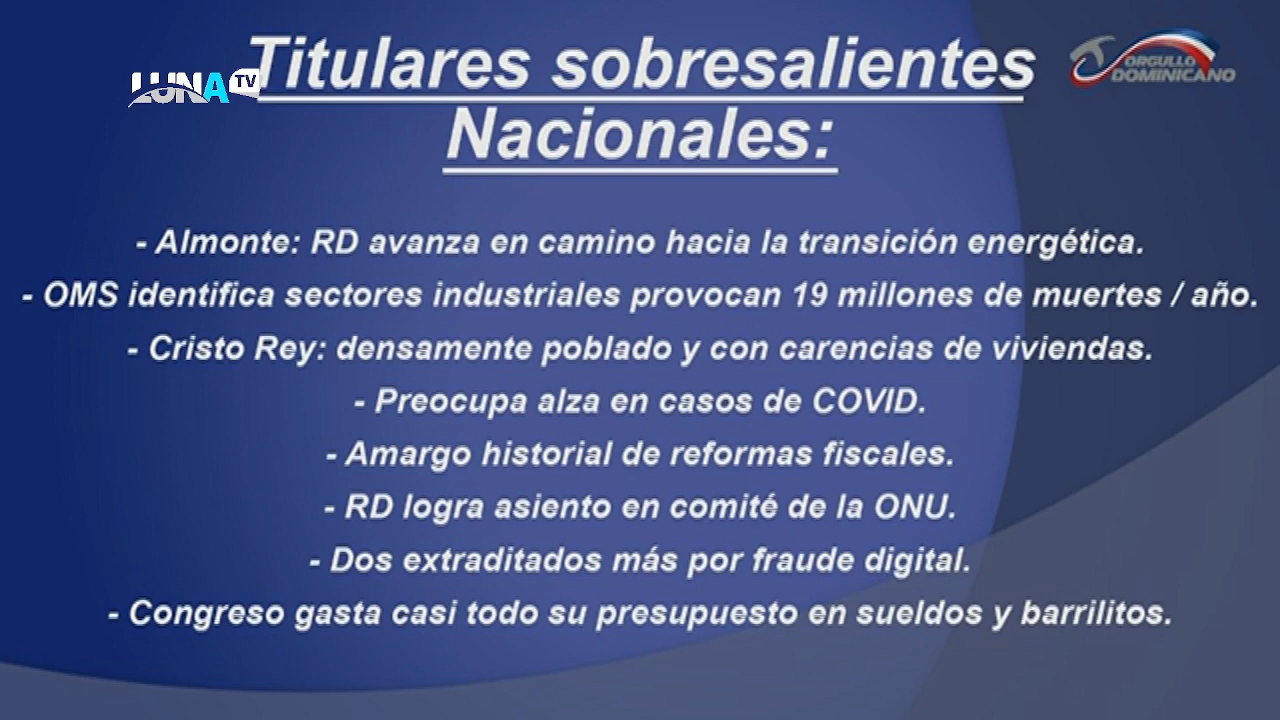 Titulares sobresalientes
Nacionales:
LUNA TV
ORGULLO
DOMINICANO
- Almonte: RD avanza en camino hacia la transición energética.
- OMS identifica sectores industriales provocan 19 millones de muertes / año.
- Cristo Rey: densamente poblado y con carencias de viviendas.
- Preocupa alza en casos de COVID.
- Amargo historial de reformas fiscales.
- RD logra asiento en comité de la ONU.
- Dos extraditados más por fraude digital.
- Congreso gasta casi todo su presupuesto en sueldos y barrilitos.